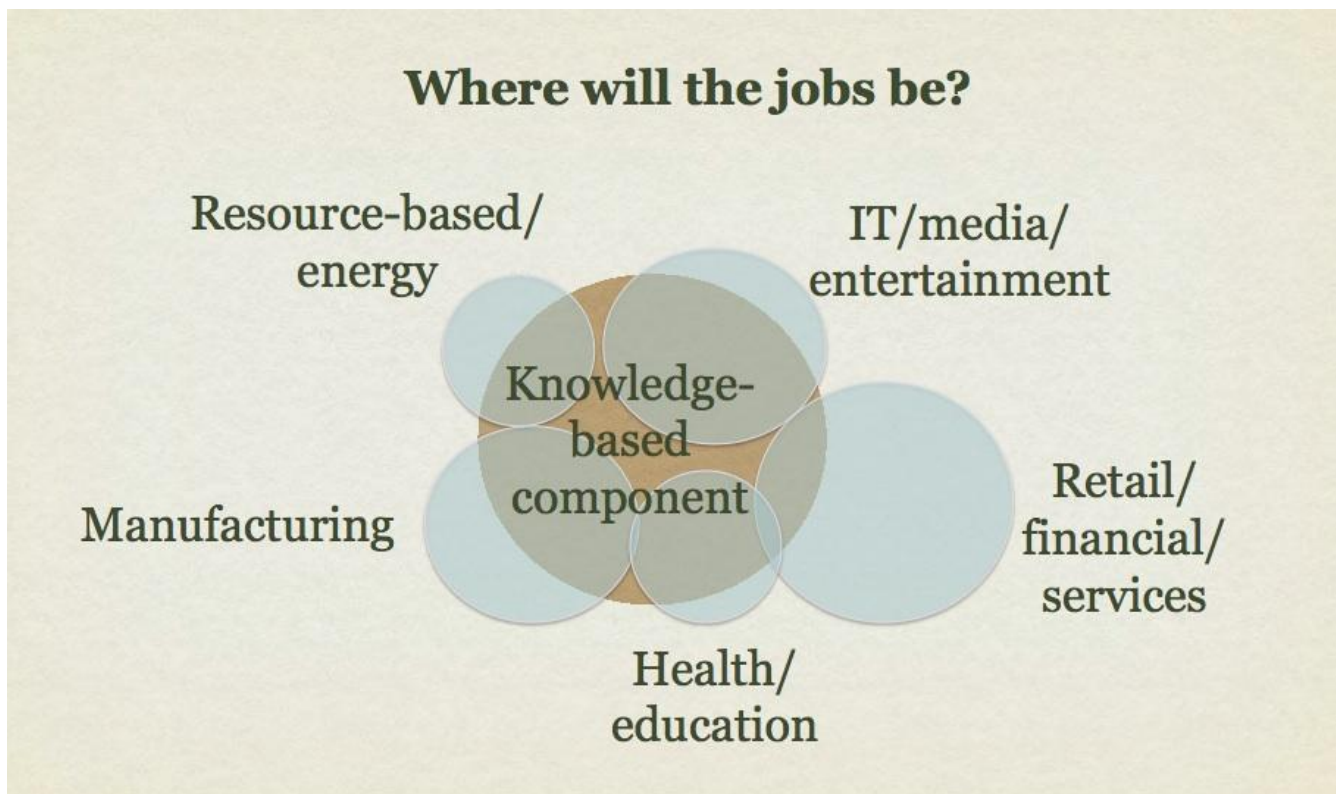 Where will the jobs be?
Resource-based/
energy
IT/media/
entertainment
Knowledge-
based
component
Manufacturing
Retail/
financial/
services
Health/
education